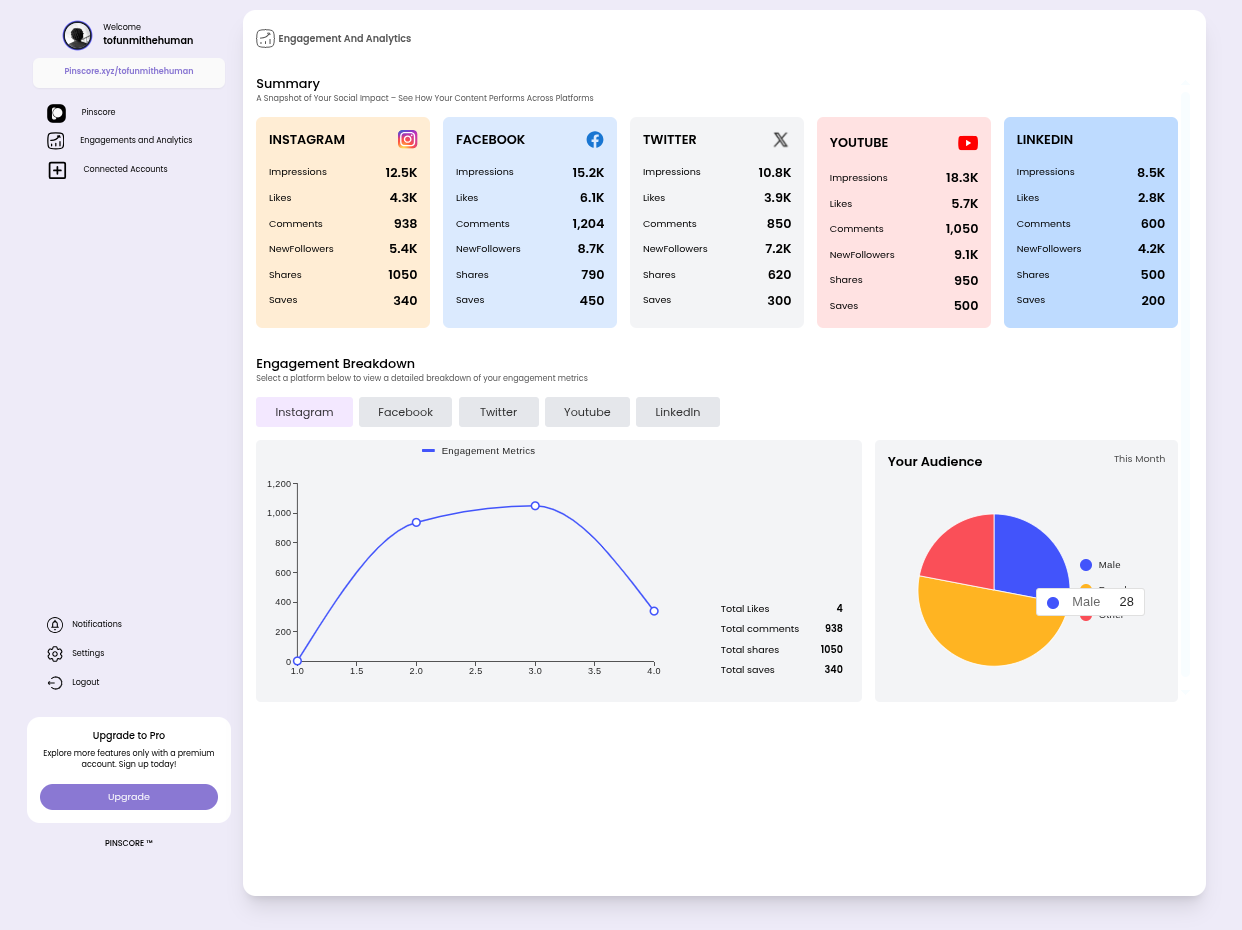 Welcome
tofunmithehuman
Pinscore.xyz/tofunmithehuman
Pinscore
Engagements and Analytics
Connected Accounts
Notifications
Settings
Logout
Upgrade to Pro
Explore more features only with a premium
account. Sign up today!
Upgrade
PINSCORE ™
Engagement And Analytics
Summary
A Snapshot of Your Social Impact – See How Your Content Performs Across Platforms
INSTAGRAM
Impressions 12.5K
Likes 4.3K
Comments 938
NewFollowers 5.4K
Shares 1050
Saves 340
FACEBOOK
Impressions 15.2K
Likes 6.1K
Comments 1,204
NewFollowers 8.7K
Shares 790
Saves 450
TWITTER
Impressions 10.8K
Likes 3.9K
Comments 850
NewFollowers 7.2K
Shares 620
Saves 300
YOUTUBE
Impressions 18.3K
Likes 5.7K
Comments 1,050
NewFollowers 9.1K
Shares 950
Saves 500
LINKEDIN
Impressions 8.5K
Likes 2.8K
Comments 600
NewFollowers 4.2K
Shares 500
Saves 200
Engagement Breakdown
Select a platform below to view a detailed breakdown of your engagement metrics
Instagram Facebook Twitter Youtube LinkedIn
Engagement Metrics
1,200
1,000
800
600
400
200
0
1.0 1.5 2.0 2.5 3.0 3.5 4.0
Total Likes 4
Total comments 938
Total shares 1050
Total saves 340
Your Audience This Month
Male
Male 28